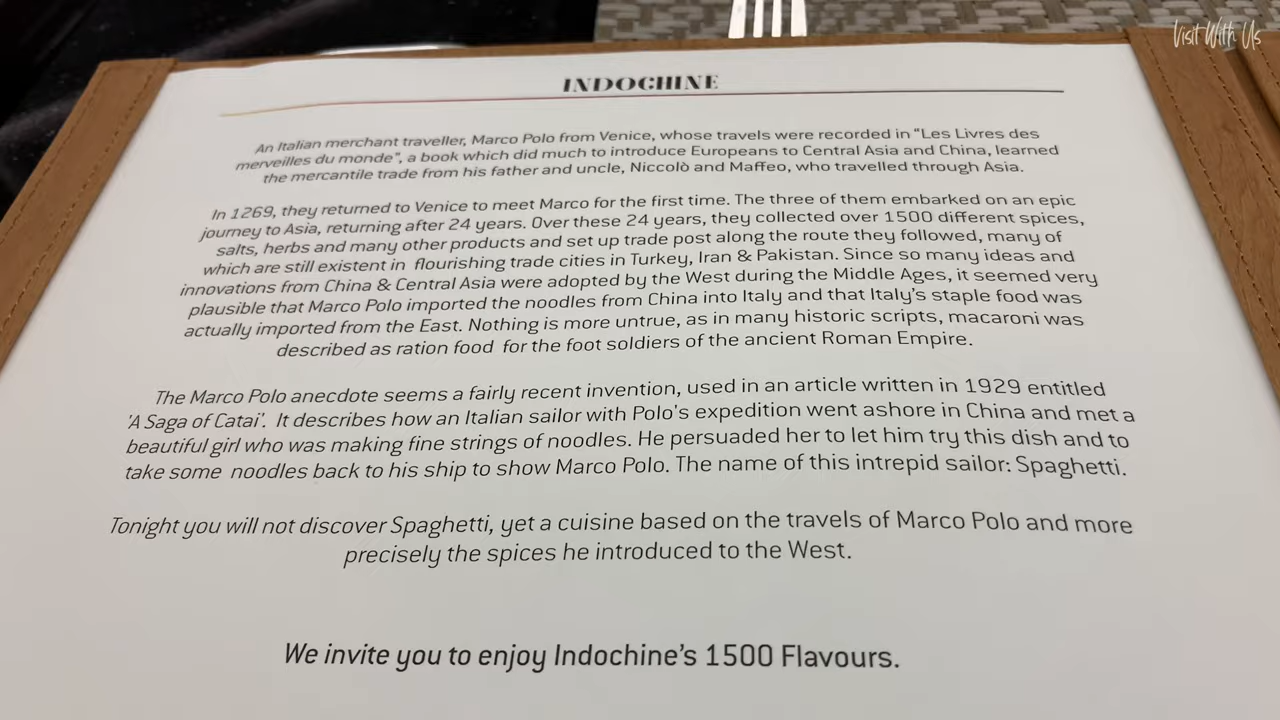 Visit With Us
INDOCHINE
An Italian merchant traveller, Marco Polo from Venice, whose travels were recorded in "Les Livres des
merveilles du monde", a book which did much to introduce Europeans to Central Asia and China, learned
the mercantile trade from his father and uncle, Niccolò and Maffeo, who travelled through Asia.
In 1269, they returned to Venice to meet Marco for the first time. The three of them embarked on an epic
journey to Asia, returning after 24 years. Over these 24 years, they collected over 1500 different spices,
salts, herbs and many other products and set up trade post along the route they followed, many of
which are still existent in flourishing trade cities in Turkey, Iran & Pakistan. Since so many ideas and
innovations from China & Central Asia were adopted by the West during the Middle Ages, it seemed very
plausible that Marco Polo imported the noodles from China into Italy and that Italy's staple food was
actually imported from the East. Nothing is more untrue, as in many historic scripts, macaroni was
described as ration food for the foot soldiers of the ancient Roman Empire.
The Marco Polo anecdote seems a fairly recent invention, used in an article written in 1929 entitled
'A Saga of Catai'. It describes how an Italian sailor with Polo's expedition went ashore in China and met a
beautiful girl who was making fine strings of noodles. He persuaded her to let him try this dish and to
take some noodles back to his ship to show Marco Polo. The name of this intrepid sailor: Spaghetti.
Tonight you will not discover Spaghetti, yet a cuisine based on the travels of Marco Polo and more
precisely the spices he introduced to the West.
We invite you to enjoy Indochine's 1500 Flavours.